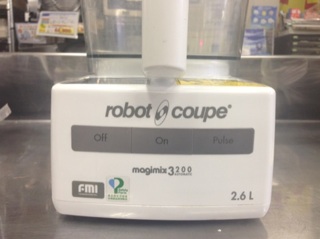 robot coupe®
Off On Pulse
magimix 3200
FMI
2.6 L